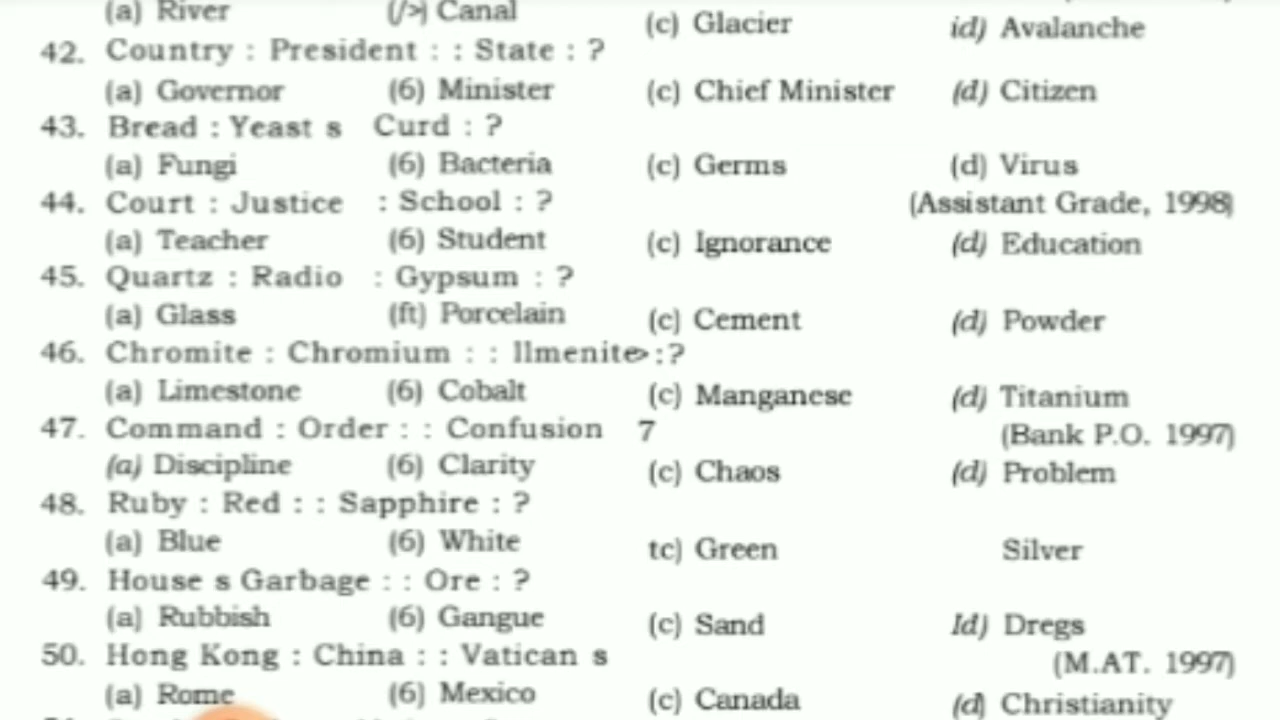 (a) River (/>) Canal (c) Glacier id) Avalanche
42. Country : President : : State : ?
(a) Governor (6) Minister (c) Chief Minister (d) Citizen
43. Bread : Yeast s Curd : ?
(a) Fungi (6) Bacteria (c) Germs (d) Virus
44. Court : Justice : School : ? (Assistant Grade, 1998)
(a) Teacher (6) Student (c) Ignorance (d) Education
45. Quartz : Radio : Gypsum : ?
(a) Glass (ft) Porcelain (c) Cement (d) Powder
46. Chromite : Chromium : : llmenite> :?
(a) Limestone (6) Cobalt (c) Manganese (d) Titanium
47. Command : Order : : Confusion 7 (Bank P.O. 1997)
(a) Discipline (6) Clarity (c) Chaos (d) Problem
48. Ruby : Red : : Sapphire : ?
(a) Blue (6) White tc) Green Silver
49. House s Garbage : : Ore : ?
(a) Rubbish (6) Gangue (c) Sand Id) Dregs
50. Hong Kong : China : : Vatican s (M.AT. 1997)
(a) Rome (6) Mexico (c) Canada (d) Christianity